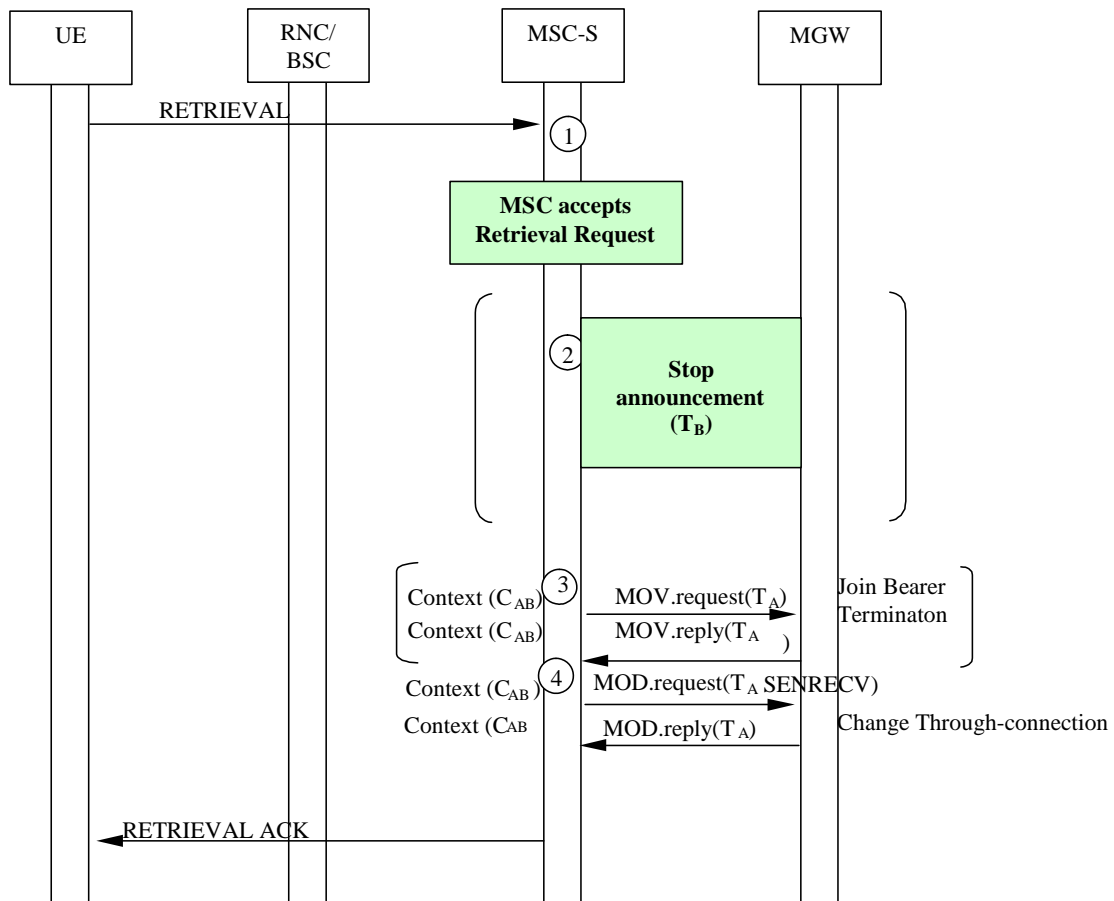 UE
RNC/
BSC
MSC-S
MGW
RETRIEVAL
1
MSC accepts
Retrieval Request
2
Stop
announcement
(TB)
3
Context (CAB)
MOV.request(TA)
Join Bearer
Terminaton
Context (CAB)
MOV.reply(TA )
4
Context (CAB)
MOD.request(TA SENRECV)
Context (CAB
MOD.reply(TA)
Change Through-connection
RETRIEVAL ACK